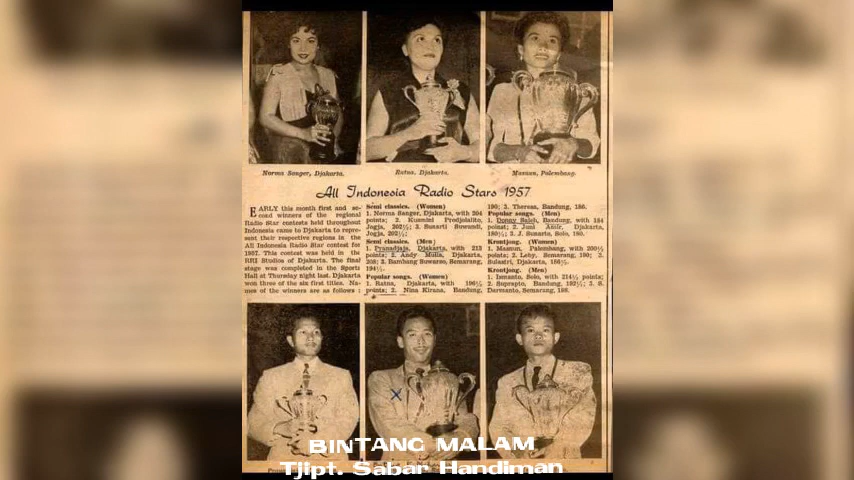 Norma Sanger, Djakarta.
Ratna, Djakarta.
Masnun, Palembang.
All Indonesia Radio Stars 1957
EARLY this month first and se-
cond winners of the regional
Radio Star contests held throughout
Indonesia came to Djakarta to repre-
sent their respective regions in the
All Indonesia Radio Star contest for
1957. This contest was held in the
RRI Studios of Djakarta. The final
stage was completed in the Sports
Hall at Thursday night last. Djakarta
won three of the six first titles. Na-
mes of the winners are as follows :
Semi classics. (Women)
1. Norma Sanger, Djakarta, with 204
points; 2. Kusmini Prodjolalito,
Jogja, 202½; 3. Susarti Suwandi,
Jogja, 202½;
Semi classics. (Men)
1. Pranadjaja, Djakarta, with 213
points; 2. Andy Mulia, Djakarta,
208; 3. Bambang Suwarno, Semarang,
194½.
Popular songs. (Women)
1. Ratna, Djakarta, with 196½
points; 2. Nina Kirana, Bandung,
190; 3. Theresa, Bandung, 186.
Popular songs. (Men)
1. Donny Saleh, Bandung, with 184
points; 2. Djakarta,
180½; 3. J. Sunarto, Solo, 180.
Krontjong. (Women)
1. Masnun, Palembang, with 200½
points; 2. Semarang, 190; 3.
Sulastri, Djakarta, 186½.
Krontjong. (Men)
1. Ismanto, Solo, with 214½ points;
2. Suprapto, Bandung, 192½; 3. S.
Darmanto, Semarang, 188.
BINTANG MALAM
Tjipt. Sabar Handiman